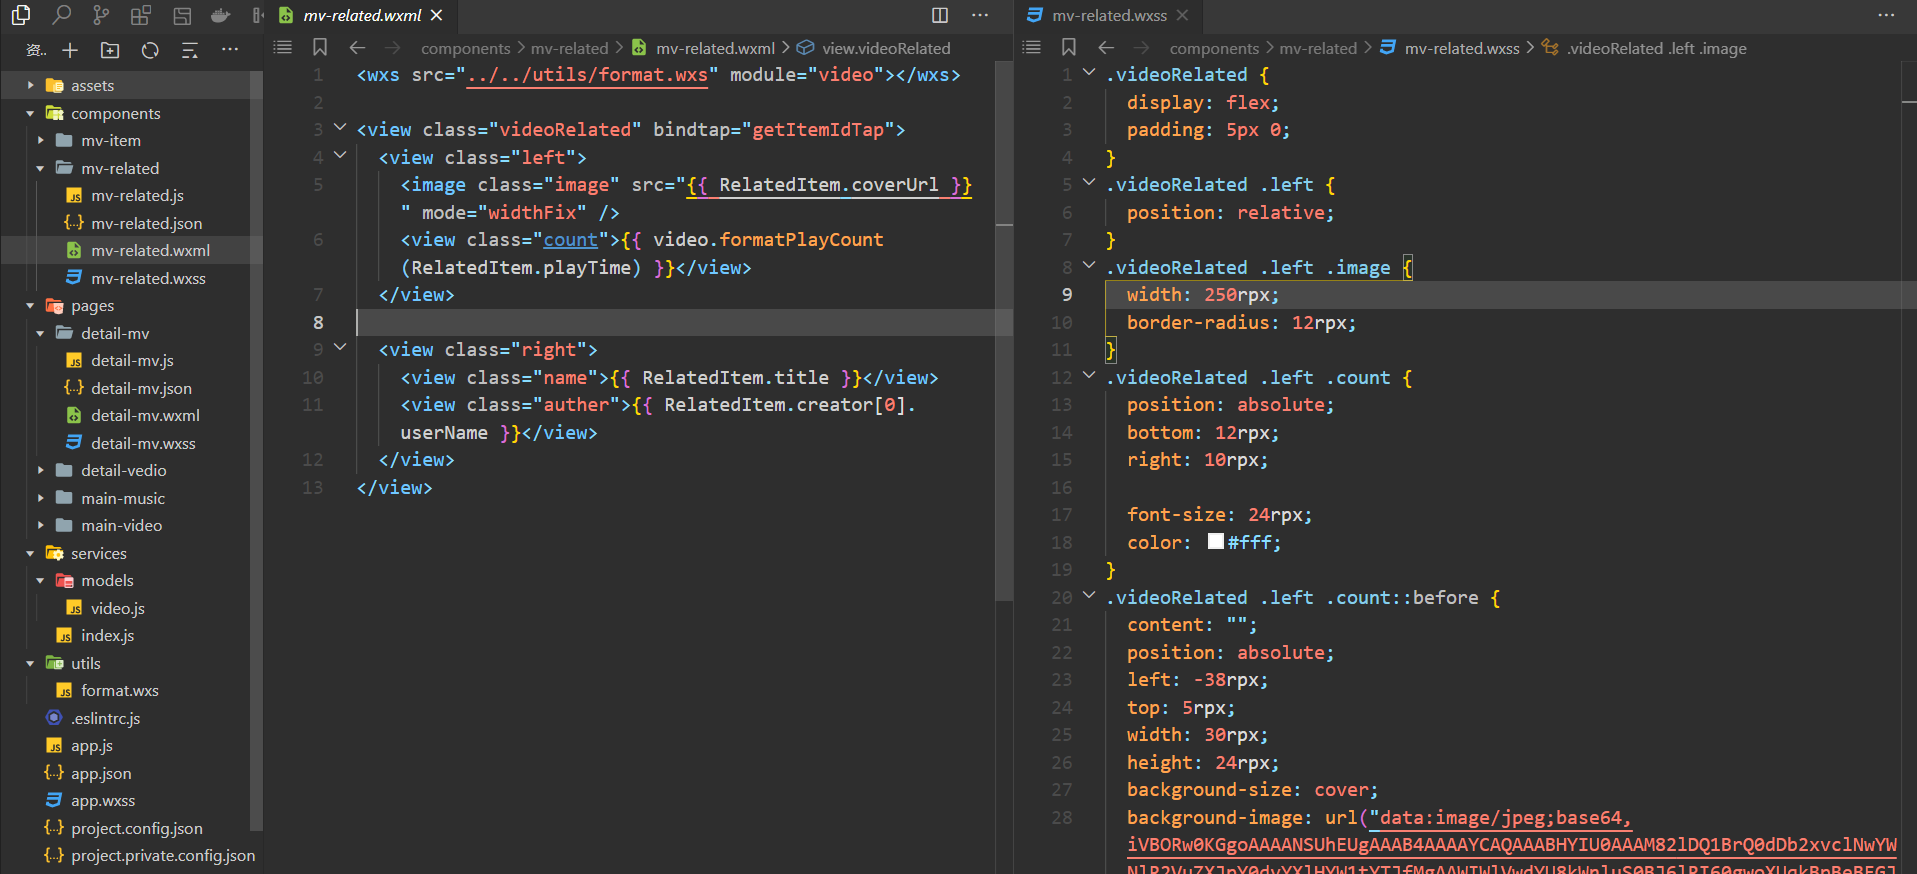 mv-related.wxml
mv-related.wxss
资..
components > mv-related > mv-related.wxml > view.videoRelated
components > mv-related > mv-related.wxss > .videoRelated .left .image
assets
components
mv-item
mv-related
mv-related.js
mv-related.json
mv-related.wxml
mv-related.wxss
pages
detail-mv
detail-mv.js
detail-mv.json
detail-mv.wxml
detail-mv.wxss
detail-vedio
main-music
main-video
services
models
video.js
index.js
utils
format.wxs
.eslintrc.js
app.js
app.json
app.wxss
project.config.json
project.private.config.json
1 <wxs src="../../utils/format.wxs" module="video"></wxs>
2
3 <view class="videoRelated" bindtap="getItemIdTap">
4 <view class="left">
5 <image class="image" src="{{ RelatedItem.coverUrl }}
" mode="widthFix" />
6 <view class="count">{{ video.formatPlayCount
(RelatedItem.playTime) }}</view>
7 </view>
8
9 <view class="right">
10 <view class="name">{{ RelatedItem.title }}</view>
11 <view class="auther">{{ RelatedItem.creator[0].
userName }}</view>
12 </view>
13 </view>
1 .videoRelated {
2 display: flex;
3 padding: 5px 0;
4 }
5 .videoRelated .left {
6 position: relative;
7 }
8 .videoRelated .left .image {
9 width: 250rpx;
10 border-radius: 12rpx;
11 }
12 .videoRelated .left .count {
13 position: absolute;
14 bottom: 12rpx;
15 right: 10rpx;
16
17 font-size: 24rpx;
18 color: #fff;
19 }
20 .videoRelated .left .count::before {
21 content: "";
22 position: absolute;
23 left: -38rpx;
24 top: 5rpx;
25 width: 30rpx;
26 height: 24rpx;
27 background-size: cover;
28 background-image: url("data:image/jpeg;base64,
iVBORw0KGgoAAAANSUhEUgAAAB4AAAAYCAQAAABHYIU0AAAAM82lDQ1BrQ0dDb2xvclNwYW